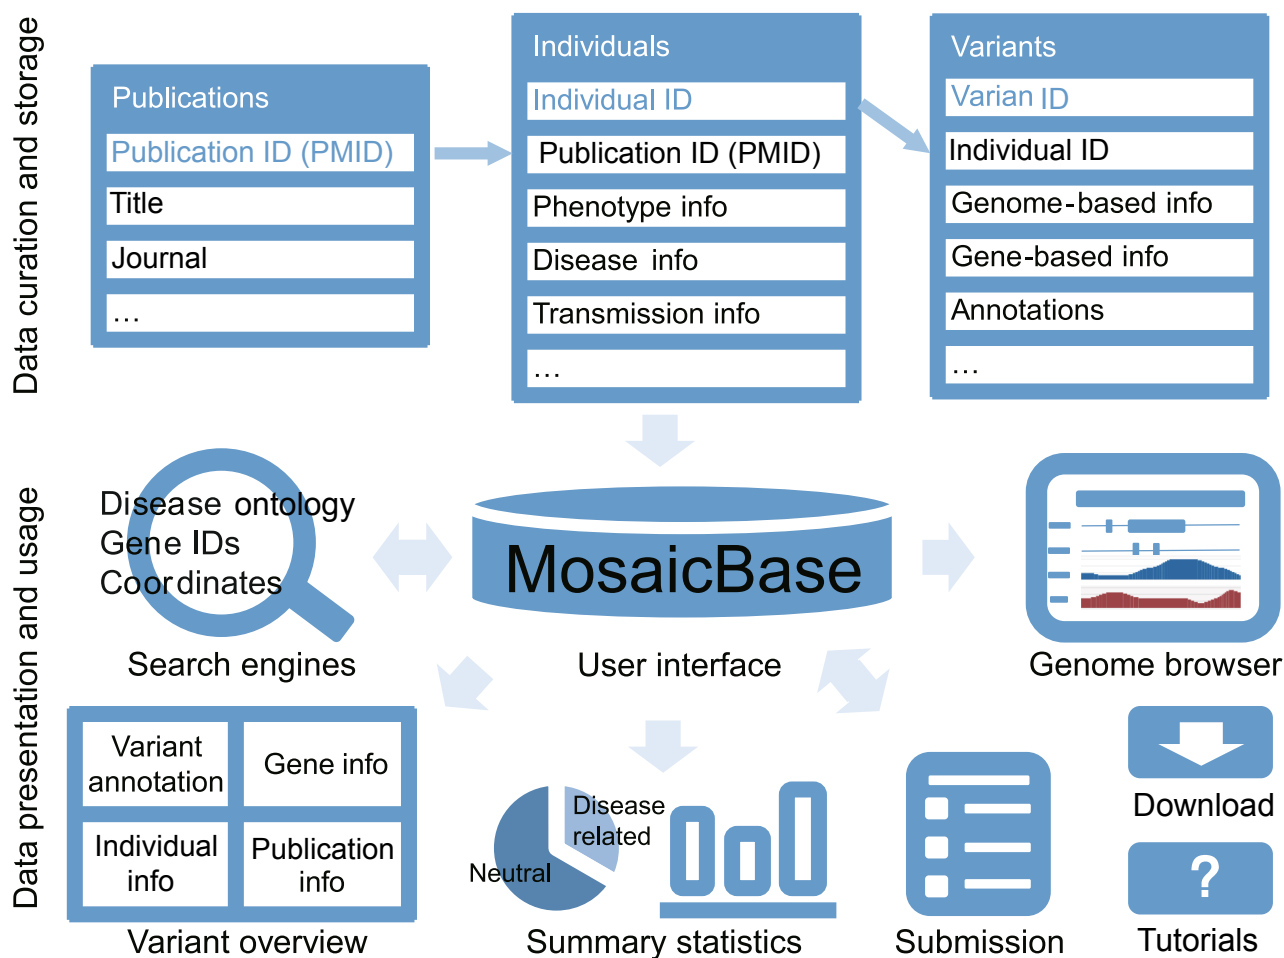 Data curation and storage
Publications
Publication ID (PMID)
Title
Journal
...
Individuals
Individual ID
Publication ID (PMID)
Phenotype info
Disease info
Transmission info
...
Variants
Varian ID
Individual ID
Genome-based info
Gene-based info
Annotations
...
Data presentation and usage
Disease ontology
Gene IDs
Coordinates
Search engines
MosaicBase
User interface
Genome browser
Variant
annotation
Gene info
Individual
info
Publication
info
Variant overview
Disease
related
Neutral
Summary statistics
Submission
Download
?
Tutorials